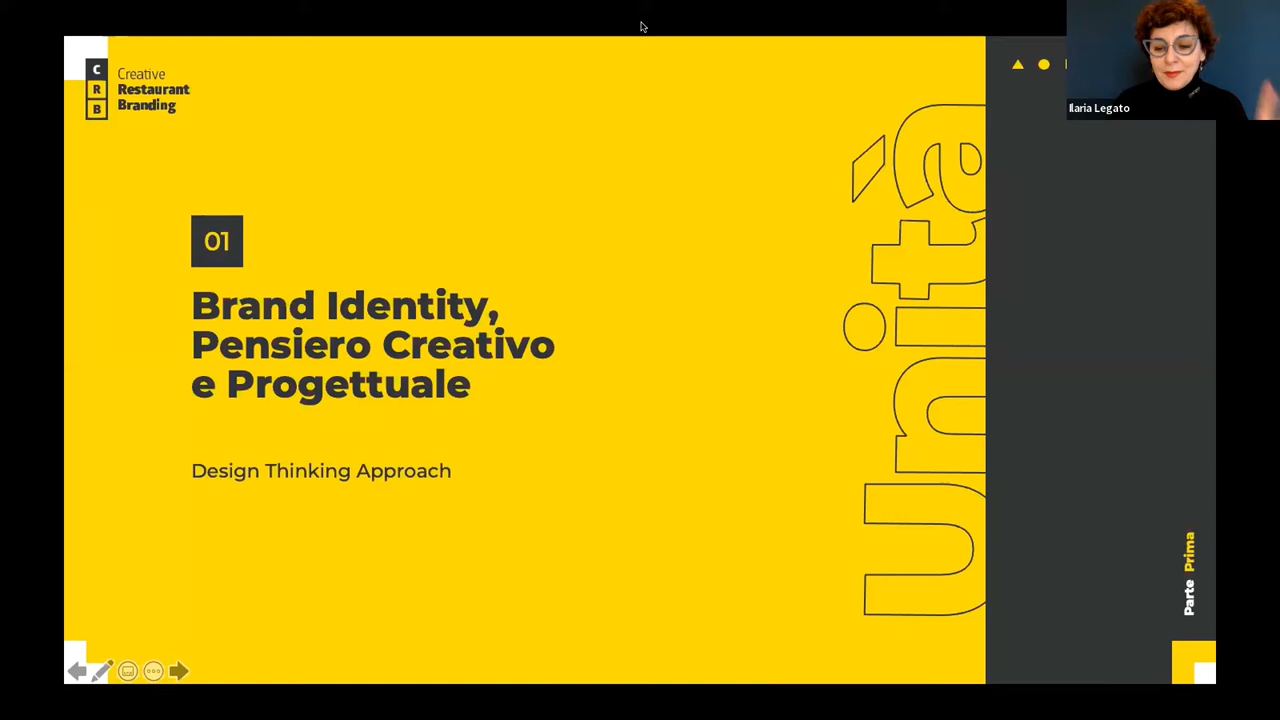 C
R
B
Creative
Restaurant
Branding
01
Brand Identity,
Pensiero Creativo
e Progettuale
Design Thinking Approach
unità
Parte Prima
Ilaria Legato